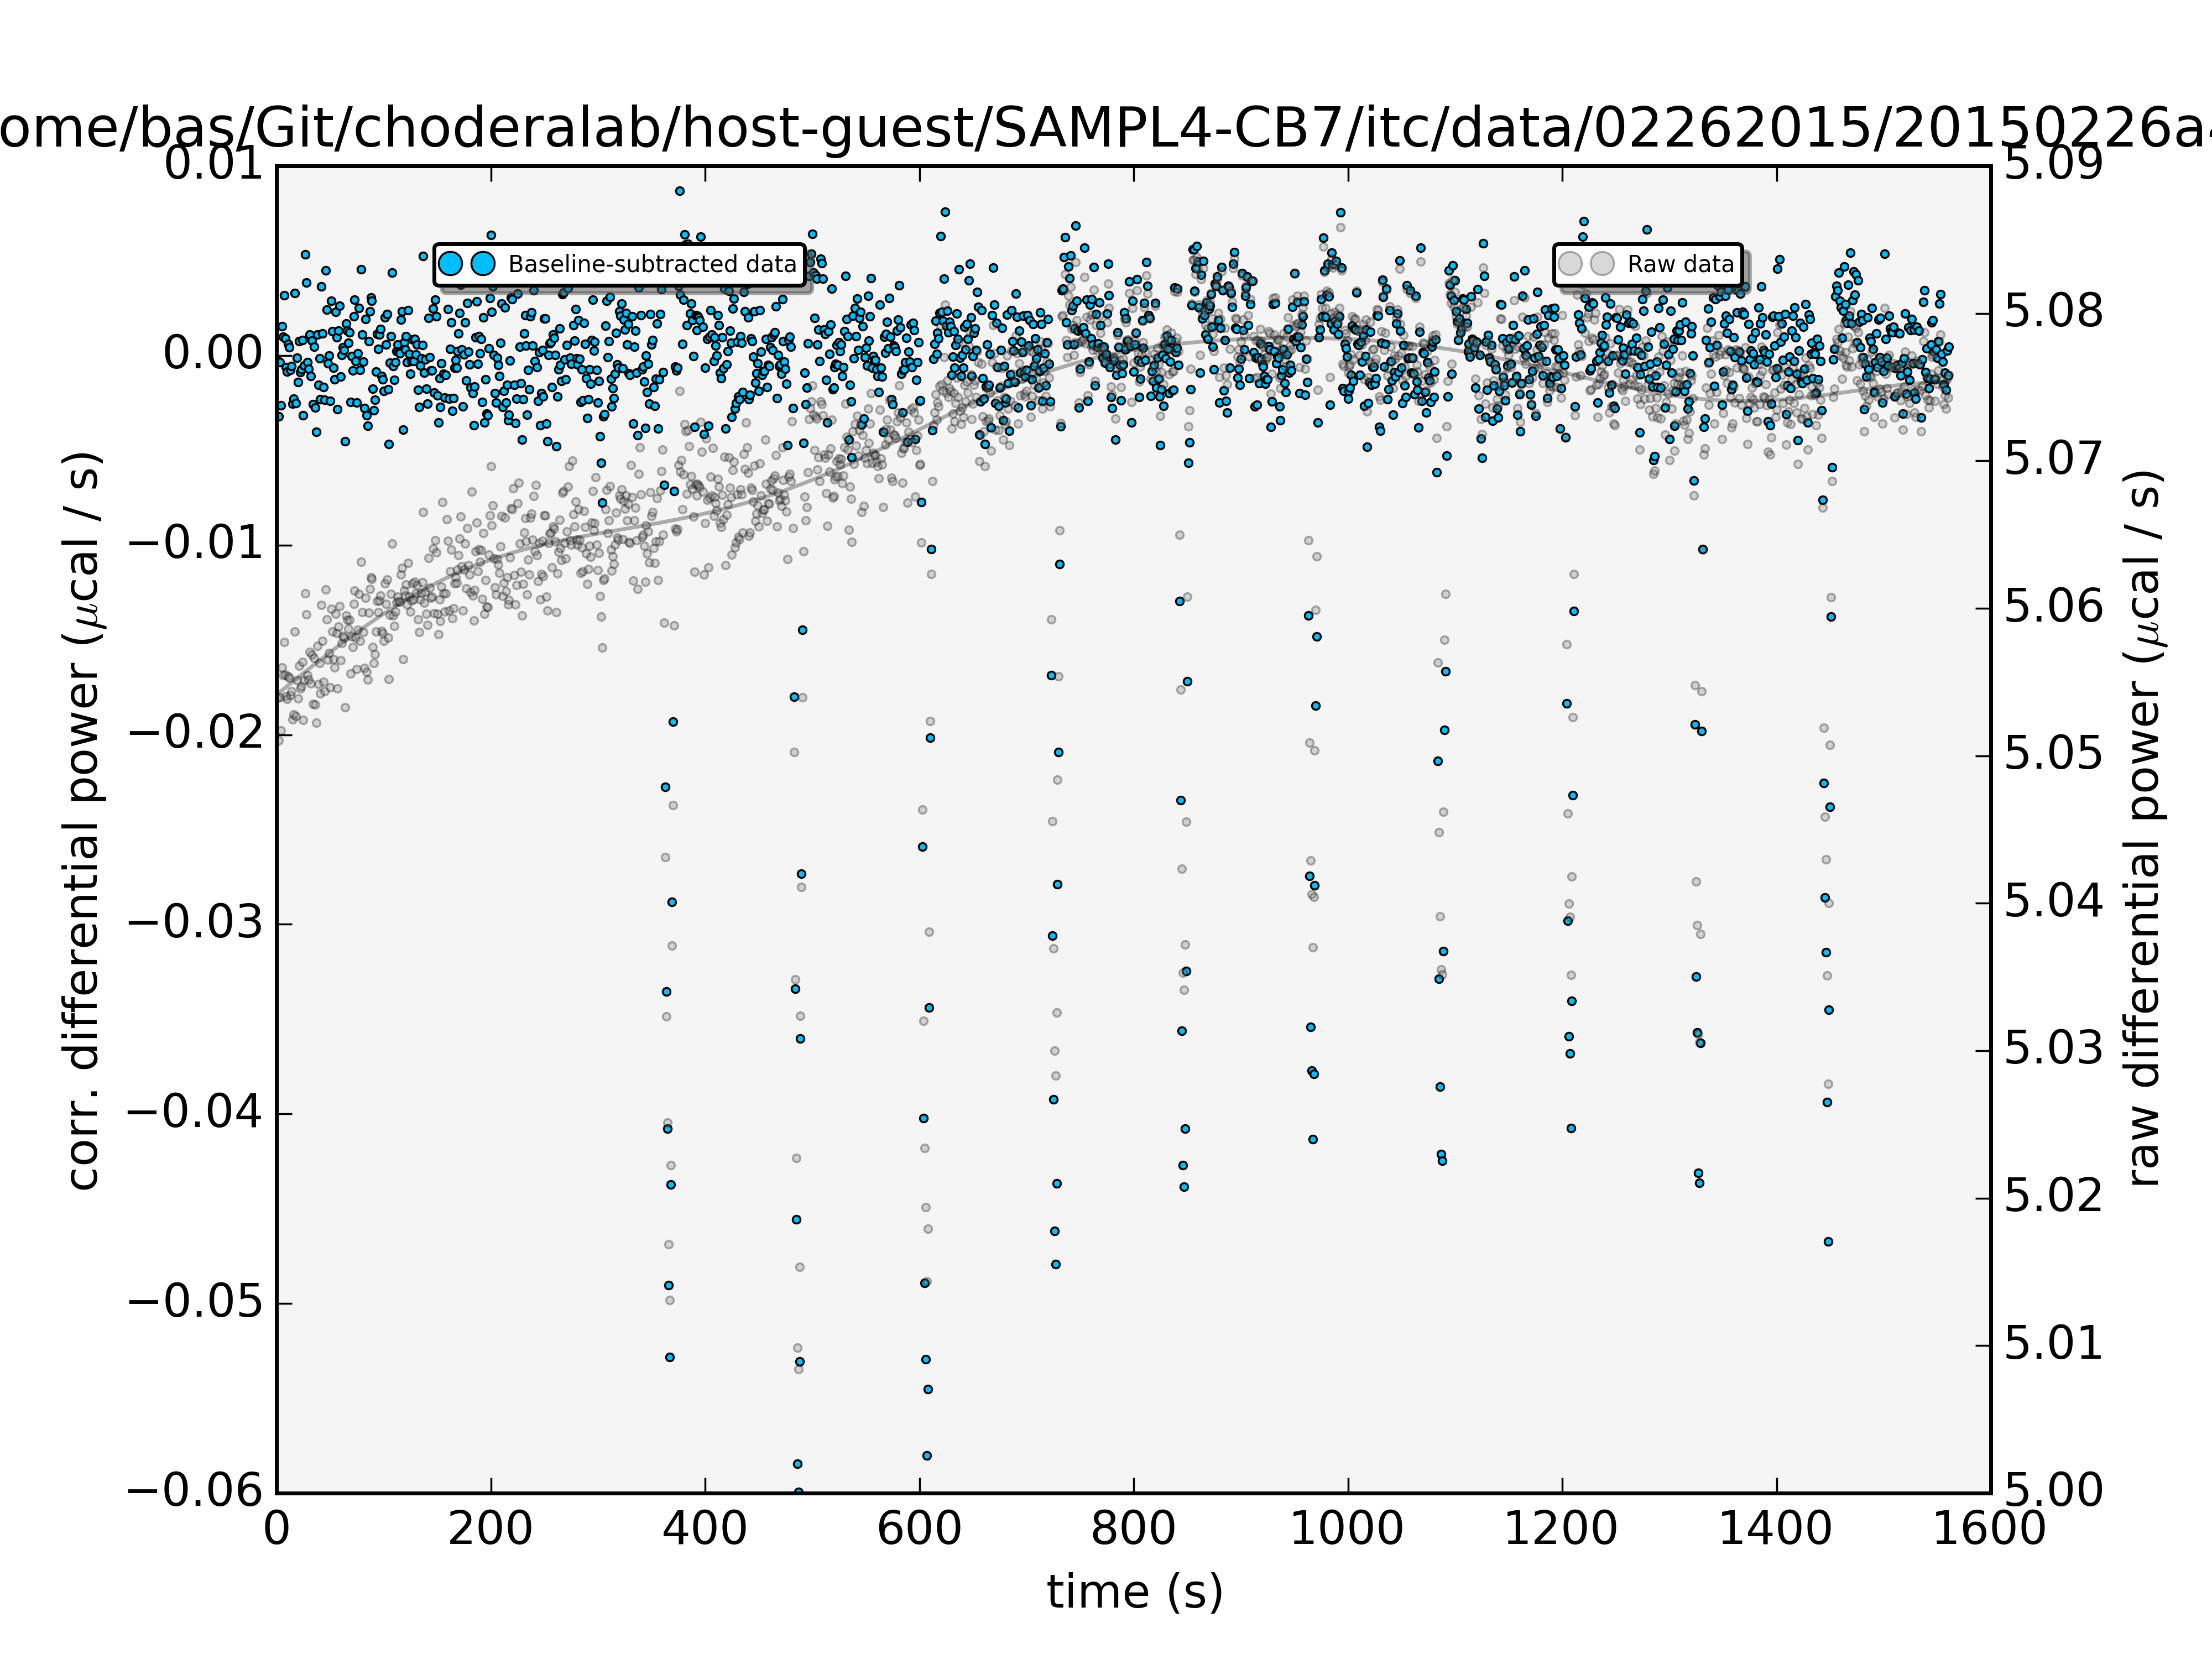 ome/bas/Git/choderalab/host-guest/SAMPL4-CB7/itc/data/02262015/20150226a
0.01
0.00
−0.01
−0.02
−0.03
−0.04
−0.05
−0.06
corr. differential power (μcal / s)
Baseline-subtracted data
Raw data
5.09
5.08
5.07
5.06
5.05
5.04
5.03
5.02
5.01
5.00
raw differential power (μcal / s)
0 200 400 600 800 1000 1200 1400 1600
time (s)